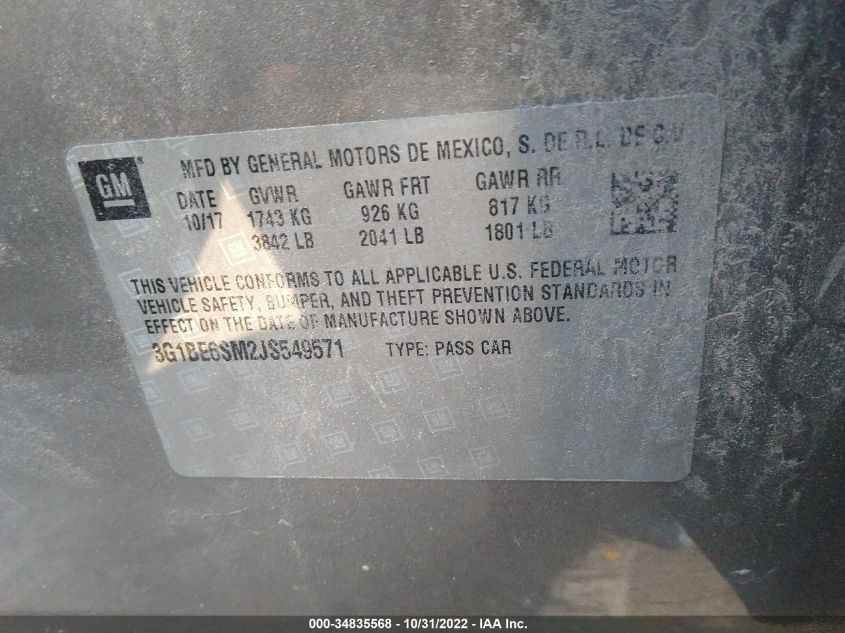 GM
MFD BY GENERAL MOTORS DE MEXICO, S. DE R.L. DE C.V.
DATE GVWR GAWR FRT GAWR RR
10/17 1743 KG 926 KG 817 KG
3842 LB 2041 LB 1801 LB
THIS VEHICLE CONFORMS TO ALL APPLICABLE U.S. FEDERAL MOTOR
VEHICLE SAFETY, BUMPER, AND THEFT PREVENTION STANDARDS IN
EFFECT ON THE DATE OF MANUFACTURE SHOWN ABOVE.
3G1BE6SM2JS549571 TYPE: PASS CAR
000-34835568 - 10/31/2022 - IAA Inc.